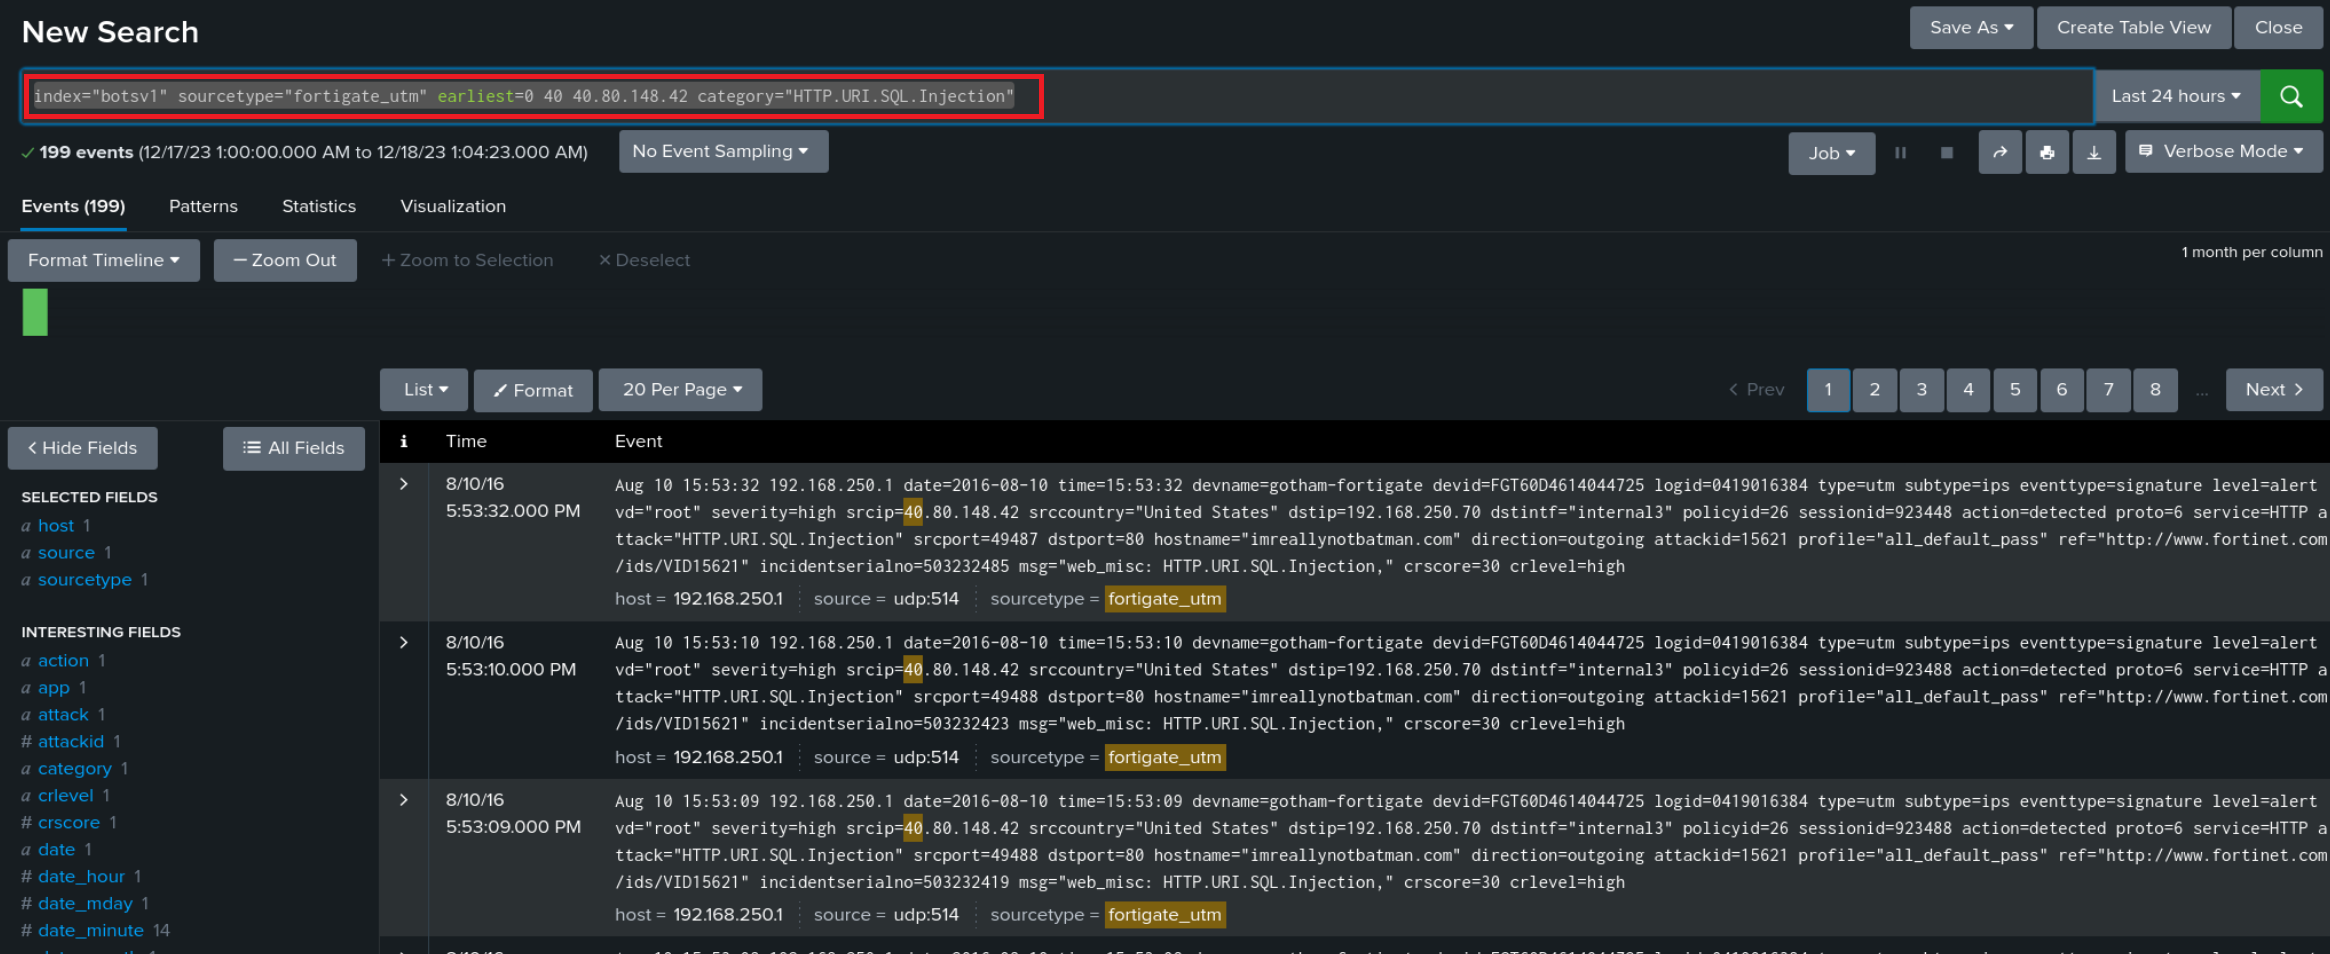 New Search
Save As
Create Table View
Close
index="botsv1" sourcetype="fortigate_utm" earliest=0 40 40.80.148.42 category="HTTP.URI.SQL.Injection"
Last 24 hours
199 events (12/17/23 1:00:00.000 AM to 12/18/23 1:04:23.000 AM)
No Event Sampling
Job
Verbose Mode
Events (199)
Patterns
Statistics
Visualization
Format Timeline
— Zoom Out
+ Zoom to Selection
× Deselect
1 month per column
List
Format
20 Per Page
< Prev
1
2
3
4
5
6
7
8
...
Next >
< Hide Fields
All Fields
i
Time
Event
SELECTED FIELDS
a host 1
a source 1
a sourcetype 1
INTERESTING FIELDS
a action 1
a app 1
a attack 1
# attackid 1
a category 1
a crlevel 1
# crscore 1
a date 1
# date_hour 1
# date_mday 1
# date_minute 14
8/10/16
5:53:32.000 PM
Aug 10 15:53:32 192.168.250.1 date=2016-08-10 time=15:53:32 devname=gotham-fortigate devid=FGT60D4614044725 logid=0419016384 type=utm subtype=ips eventtype=signature level=alert
vd="root" severity=high srcip=40.80.148.42 srccountry="United States" dstip=192.168.250.70 dstintf="internal3" policyid=26 sessionid=923448 action=detected proto=6 service=HTTP a
ttack="HTTP.URI.SQL.Injection" srcport=49487 dstport=80 hostname="imreallynotbatman.com" direction=outgoing attackid=15621 profile="all_default_pass" ref="http://www.fortinet.com
/ids/VID15621" incidentserialno=503232485 msg="web_misc: HTTP.URI.SQL.Injection," crscore=30 crlevel=high
host = 192.168.250.1 source = udp:514 sourcetype = fortigate_utm
8/10/16
5:53:10.000 PM
Aug 10 15:53:10 192.168.250.1 date=2016-08-10 time=15:53:10 devname=gotham-fortigate devid=FGT60D4614044725 logid=0419016384 type=utm subtype=ips eventtype=signature level=alert
vd="root" severity=high srcip=40.80.148.42 srccountry="United States" dstip=192.168.250.70 dstintf="internal3" policyid=26 sessionid=923488 action=detected proto=6 service=HTTP a
ttack="HTTP.URI.SQL.Injection" srcport=49488 dstport=80 hostname="imreallynotbatman.com" direction=outgoing attackid=15621 profile="all_default_pass" ref="http://www.fortinet.com
/ids/VID15621" incidentserialno=503232423 msg="web_misc: HTTP.URI.SQL.Injection," crscore=30 crlevel=high
host = 192.168.250.1 source = udp:514 sourcetype = fortigate_utm
8/10/16
5:53:09.000 PM
Aug 10 15:53:09 192.168.250.1 date=2016-08-10 time=15:53:09 devname=gotham-fortigate devid=FGT60D4614044725 logid=0419016384 type=utm subtype=ips eventtype=signature level=alert
vd="root" severity=high srcip=40.80.148.42 srccountry="United States" dstip=192.168.250.70 dstintf="internal3" policyid=26 sessionid=923488 action=detected proto=6 service=HTTP a
ttack="HTTP.URI.SQL.Injection" srcport=49488 dstport=80 hostname="imreallynotbatman.com" direction=outgoing attackid=15621 profile="all_default_pass" ref="http://www.fortinet.com
/ids/VID15621" incidentserialno=503232419 msg="web_misc: HTTP.URI.SQL.Injection," crscore=30 crlevel=high
host = 192.168.250.1 source = udp:514 sourcetype = fortigate_utm